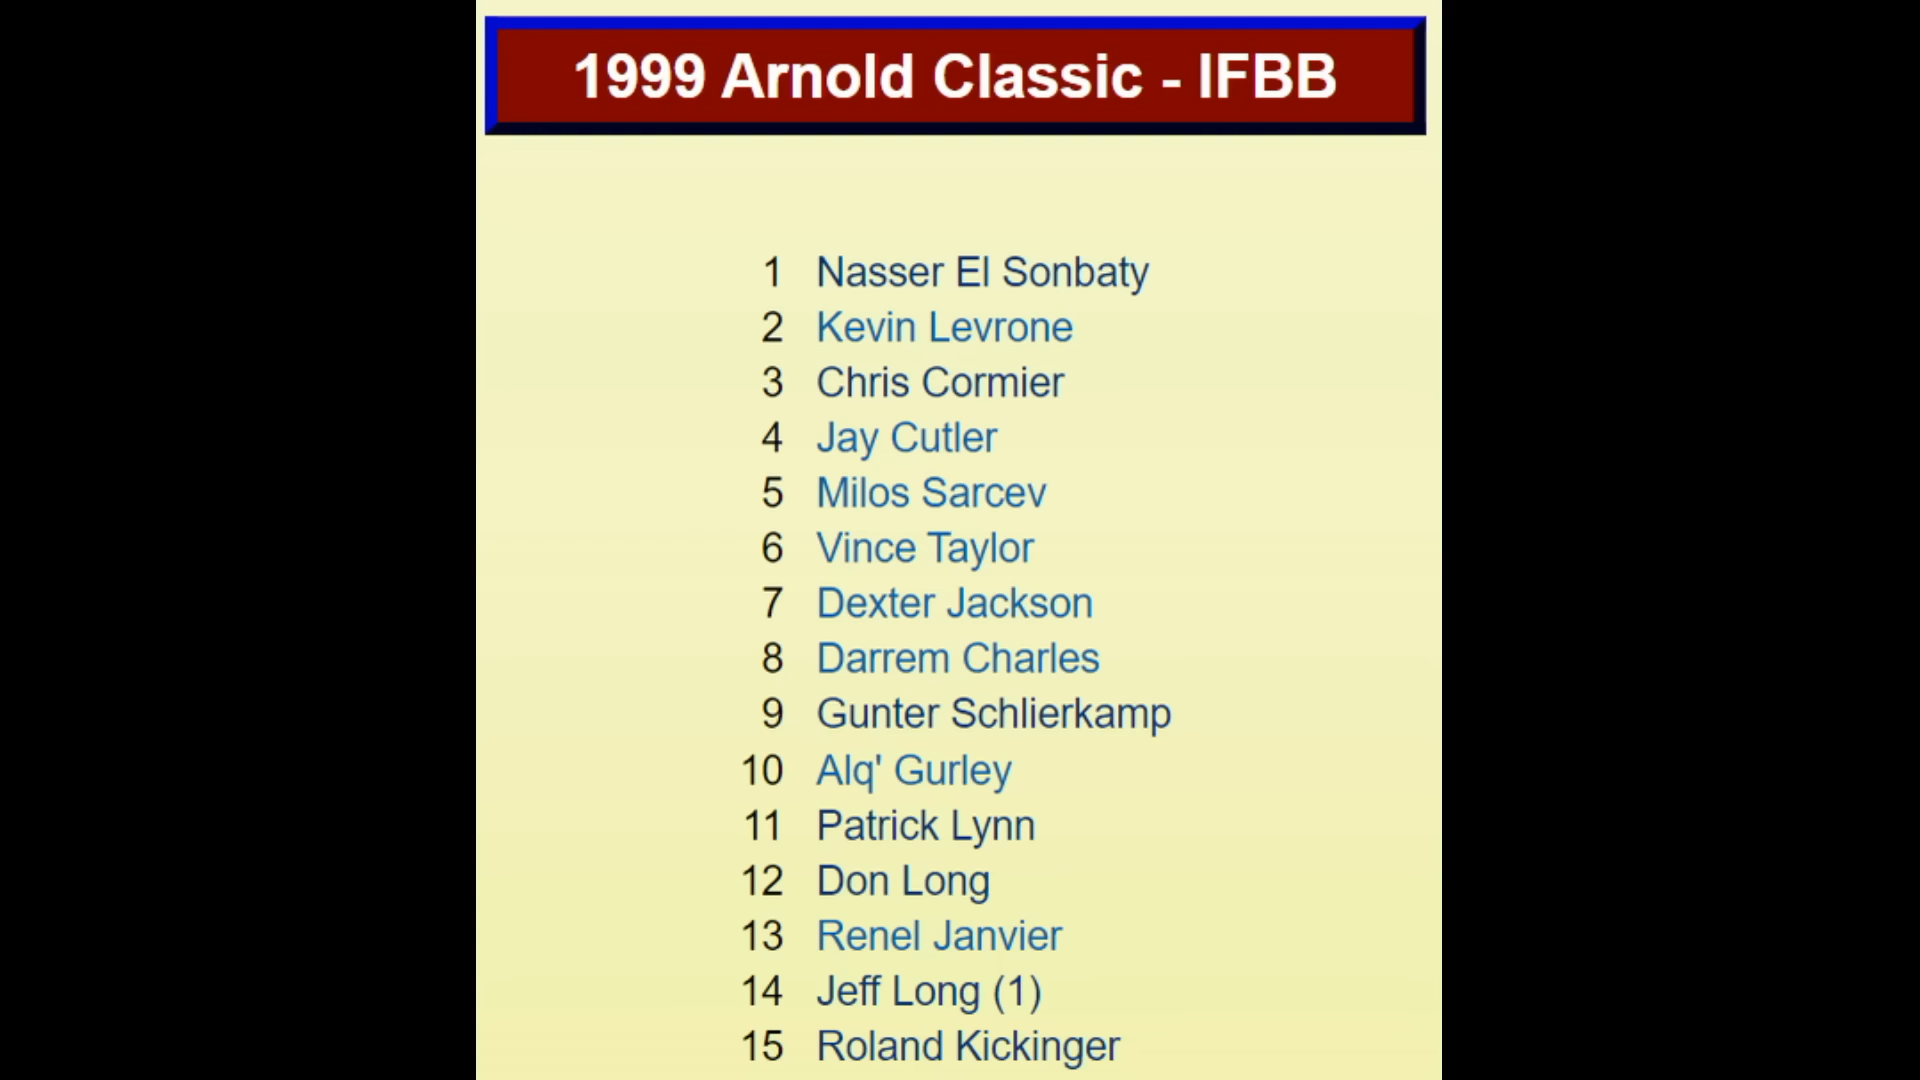 1999 Arnold Classic - IFBB
1 Nasser El Sonbaty
2 Kevin Levrone
3 Chris Cormier
4 Jay Cutler
5 Milos Sarcev
6 Vince Taylor
7 Dexter Jackson
8 Darrem Charles
9 Gunter Schlierkamp
10 Alq' Gurley
11 Patrick Lynn
12 Don Long
13 Renel Janvier
14 Jeff Long (1)
15 Roland Kickinger